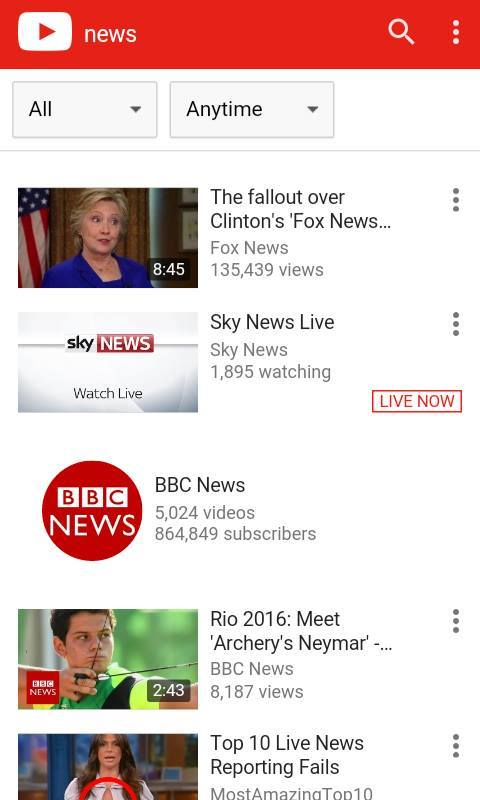 news
All
Anytime
The fallout over
Clinton's 'Fox News...
Fox News
135,439 views
8:45
Sky News Live
Sky News
1,895 watching
LIVE NOW
sky NEWS
Watch Live
BBC
NEWS
BBC News
5,024 videos
864,849 subscribers
Rio 2016: Meet
'Archery's Neymar' -...
BBC News
8,187 views
BBC
NEWS
2:43
Top 10 Live News
Reporting Fails
MostAmazingTop10